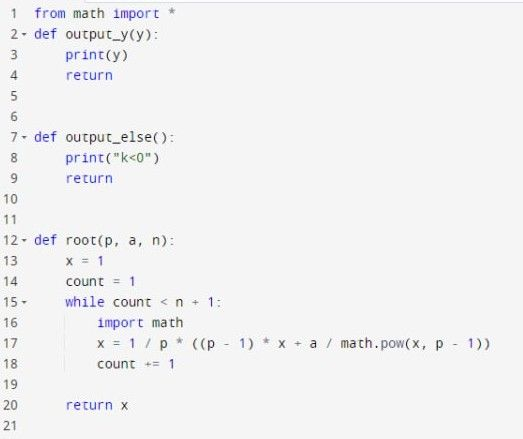 1 from math import *
2 def output_y(y):
3     print(y)
4     return
5
6
7 def output_else():
8     print("k<0")
9     return
10
11
12 def root(p, a, n):
13     x = 1
14     count = 1
15     while count < n + 1:
16         import math
17         x = 1 / p * ((p - 1) * x + a / math.pow(x, p - 1))
18         count += 1
19
20     return x
21